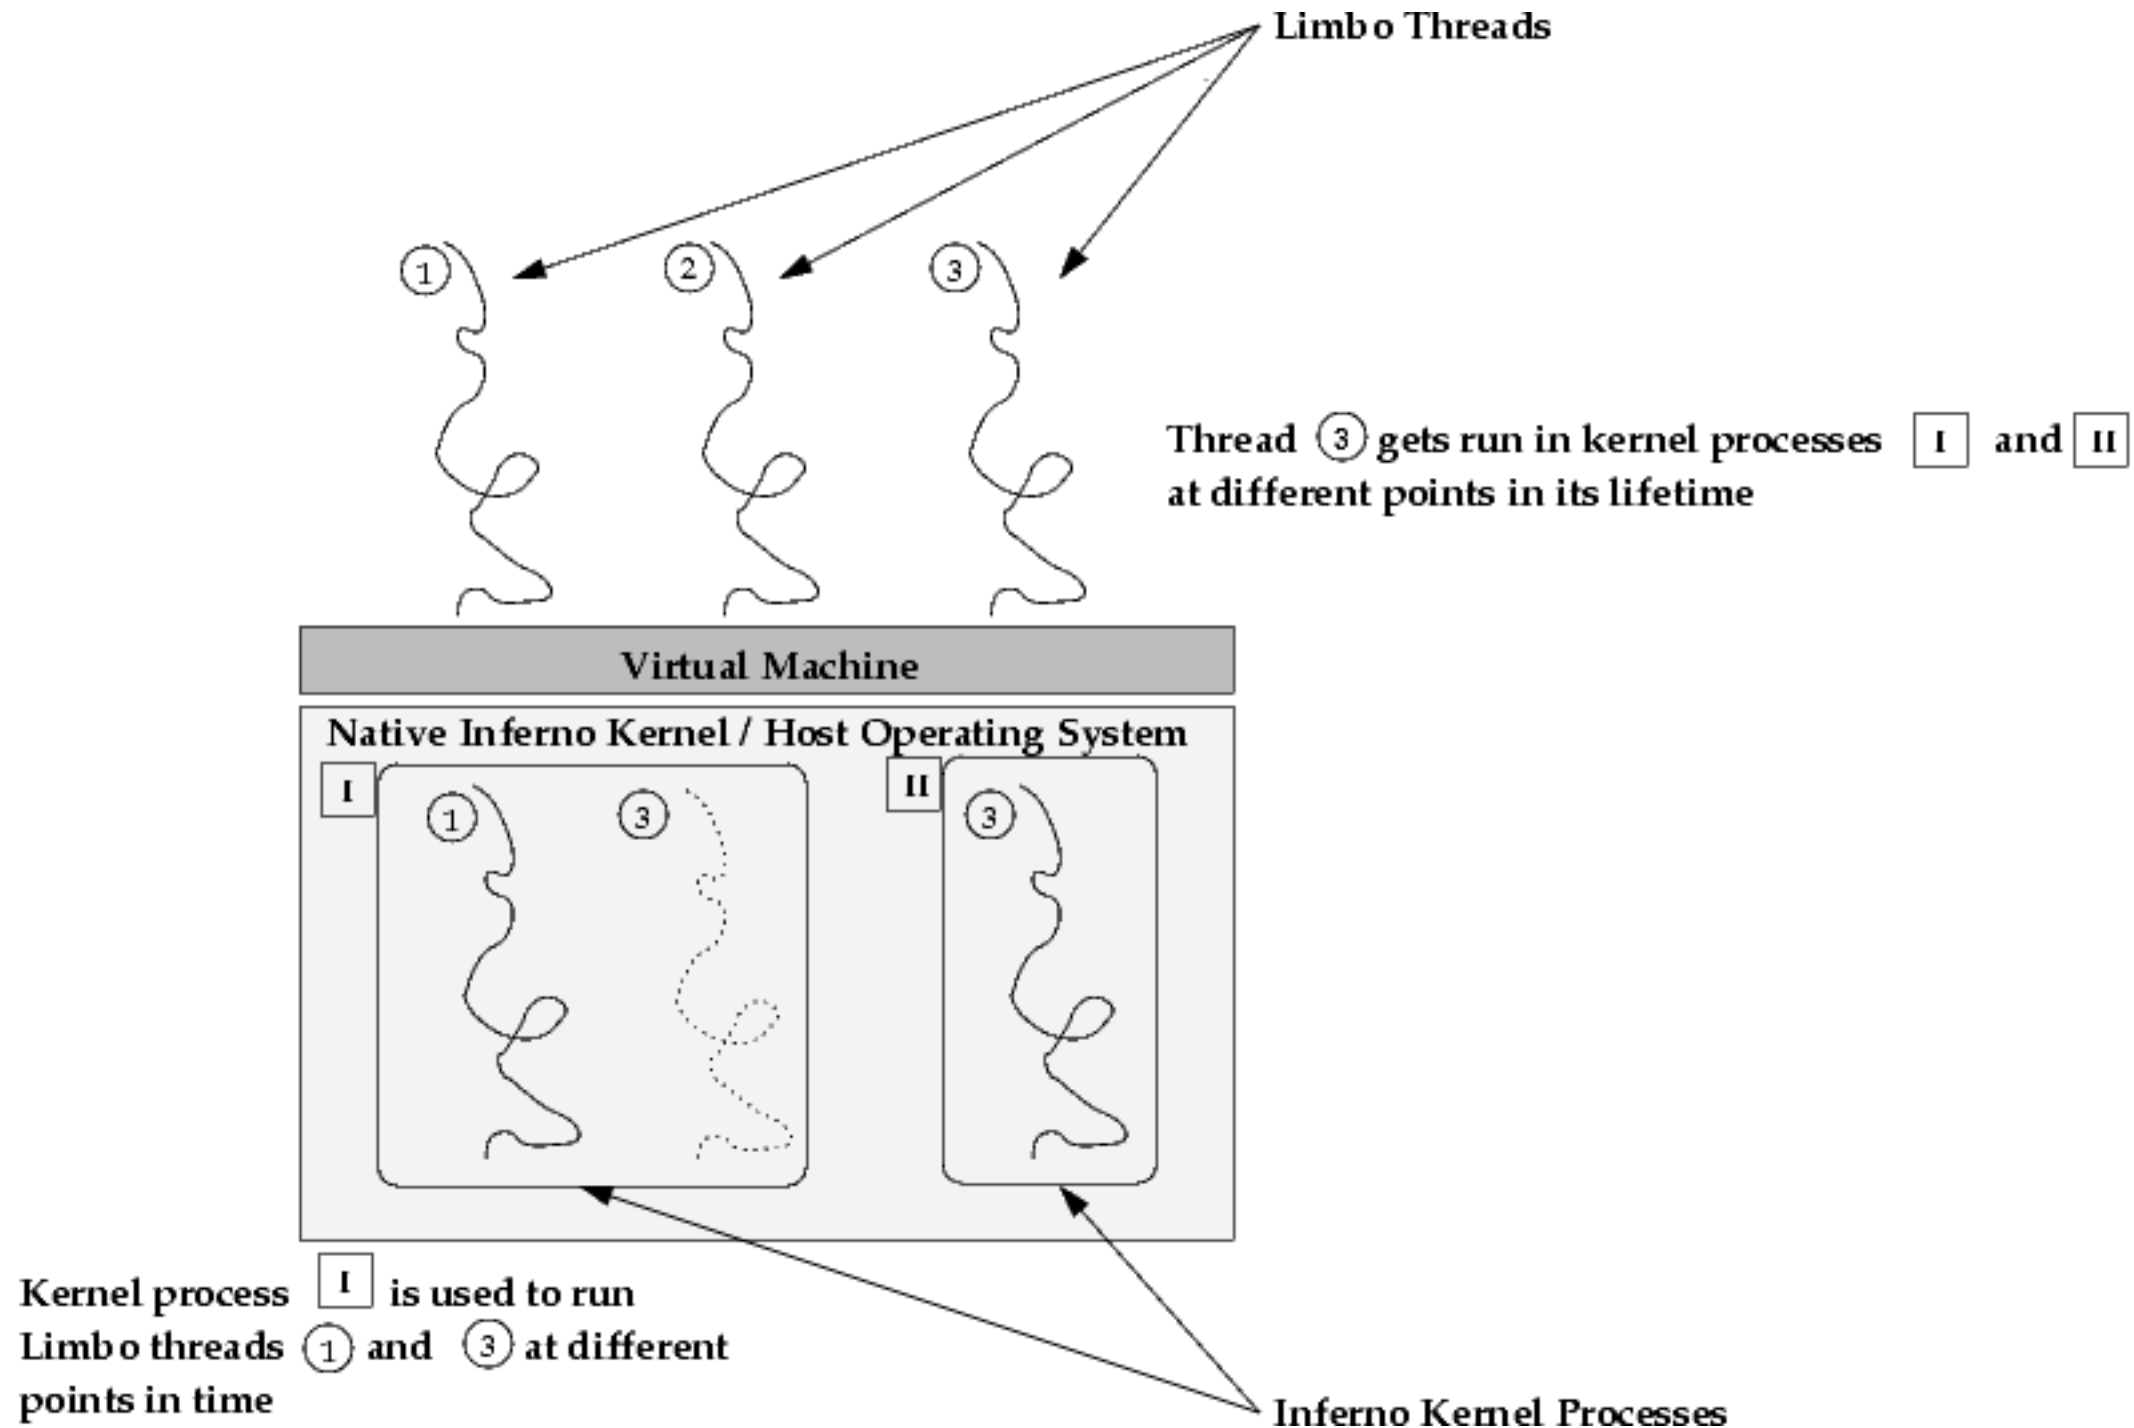 Limbo Threads
1
2
3
Thread 3 gets run in kernel processes I and II
at different points in its lifetime
Virtual Machine
Native Inferno Kernel / Host Operating System
I
II
1
3
3
Kernel process I is used to run
Limbo threads 1 and 3 at different
points in time
Inferno Kernel Processes